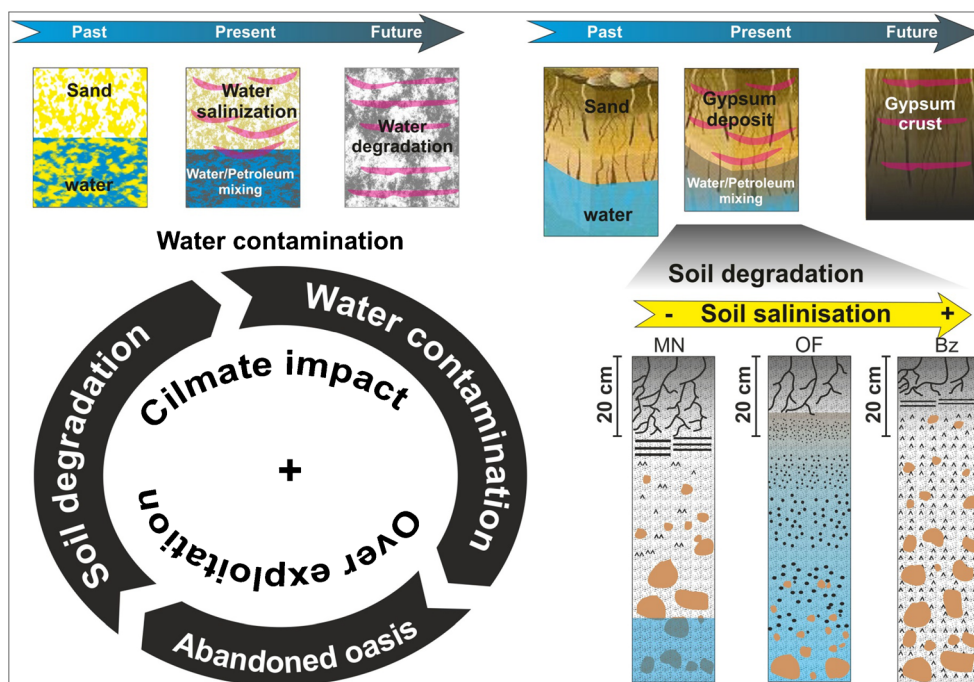 Past Present Future
Sand
water
Water
salinization
Water/Petroleum
mixing
Water
degradation
Water contamination
Past Present Future
Sand
water
Gypsum
deposit
Water/Petroleum
mixing
Gypsum
crust
Soil degradation
- Soil salinisation +
MN OF Bz
20 cm
20 cm
20 cm
Water contamination
Abandoned oasis
Soil degradation
Cilmate impact
+
Over exploitation